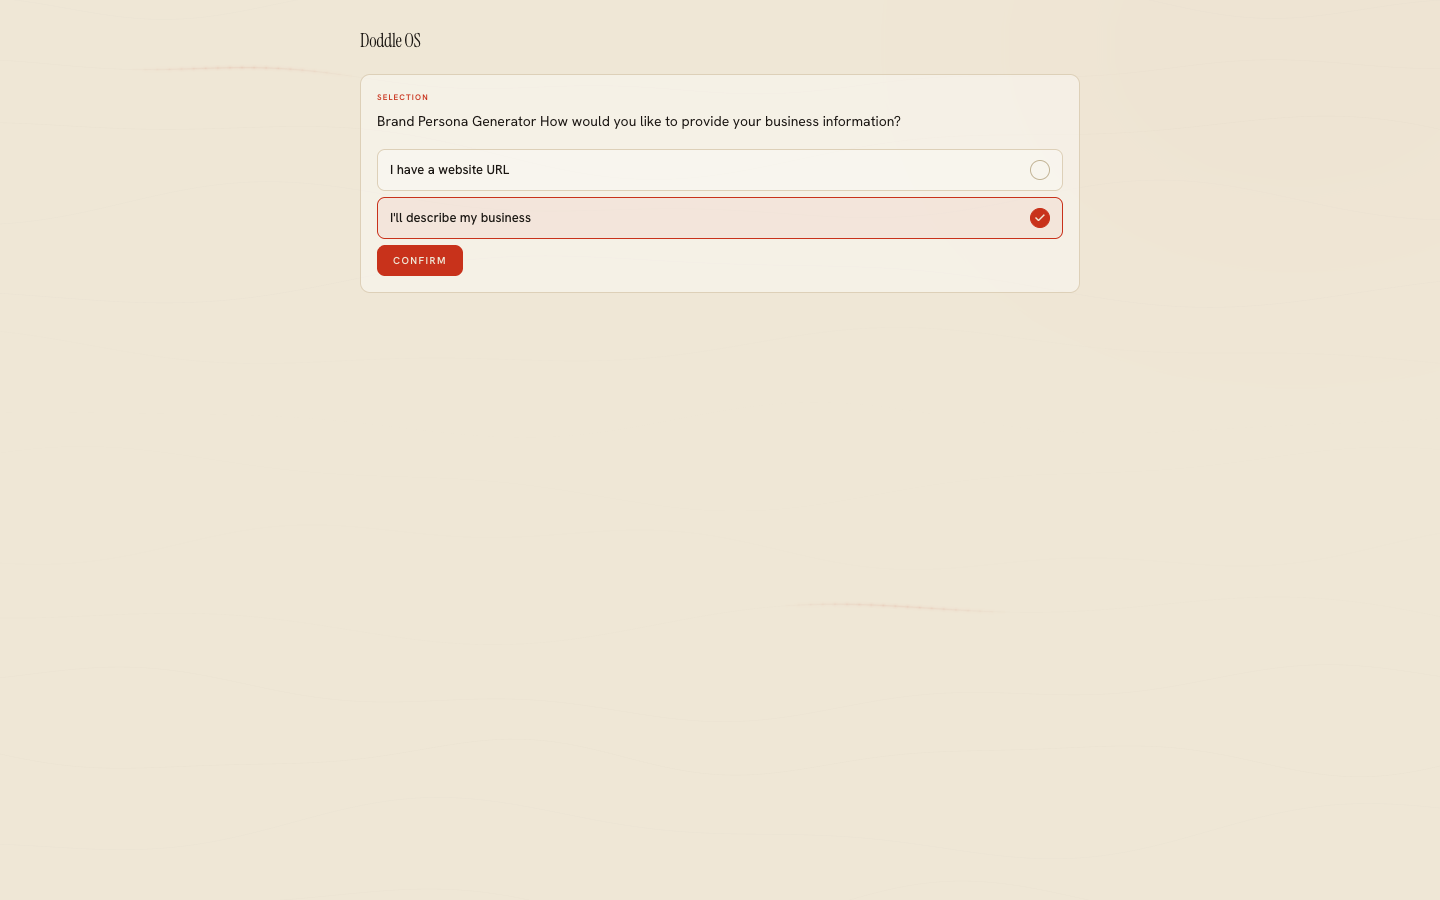 Doddle OS
SELECTION
Brand Persona Generator How would you like to provide your business information?
I have a website URL
I'll describe my business
CONFIRM